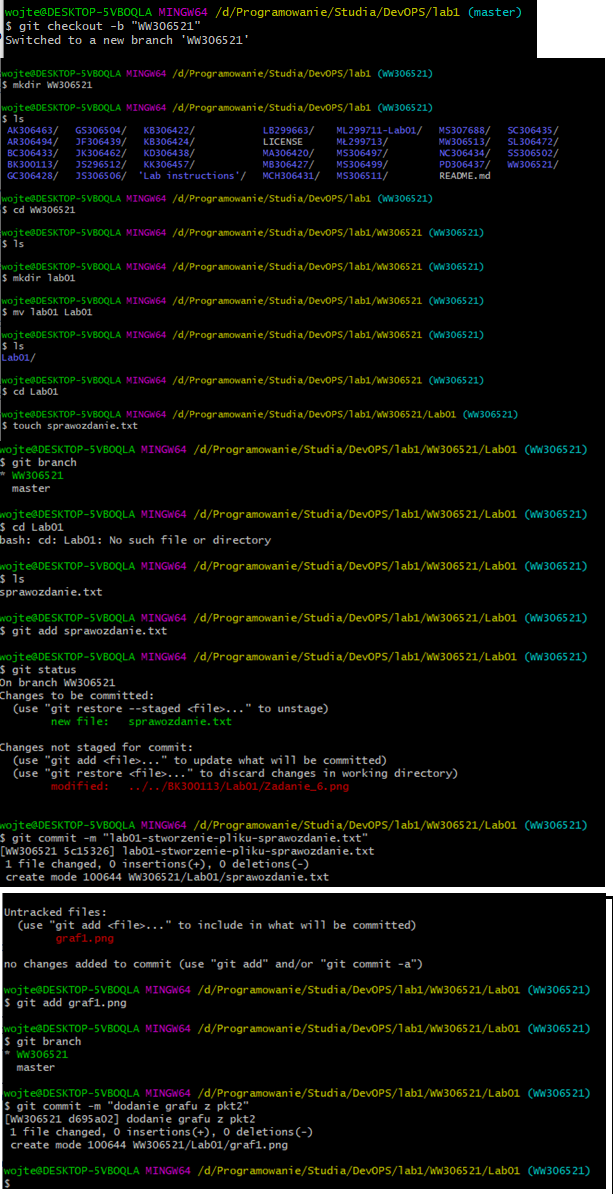 wojte@DESKTOP-5VBOQLA MINGW64 /d/Programowanie/Studia/DevOPS/lab1 (master)
$ git checkout -b "WW306521"
Switched to a new branch 'WW306521'
wojte@DESKTOP-5VBOQLA MINGW64 /d/Programowanie/Studia/DevOPS/lab1 (WW306521)
$ mkdir WW306521
wojte@DESKTOP-5VBOQLA MINGW64 /d/Programowanie/Studia/DevOPS/lab1 (WW306521)
$ ls
AK306463/ GS306504/ KB306422/ LB299663/ ML299711-Lab01/ MS307688/ SC306435/
AR306494/ JF306439/ KB306424/ LICENSE MŁ299713/ MW306513/ SL306472/
BC306433/ JK306462/ KD306438/ MA306420/ MS306497/ NC306434/ SS306502/
BK300113/ JS296512/ KK306457/ MB306427/ MS306499/ PD306437/ WW306521/
GC306428/ JS306506/ 'Lab instructions'/ MCH306431/ MS306511/ README.md
wojte@DESKTOP-5VBOQLA MINGW64 /d/Programowanie/Studia/DevOPS/lab1 (WW306521)
$ cd WW306521
wojte@DESKTOP-5VBOQLA MINGW64 /d/Programowanie/Studia/DevOPS/lab1/WW306521 (WW306521)
$ ls
wojte@DESKTOP-5VBOQLA MINGW64 /d/Programowanie/Studia/DevOPS/lab1/WW306521 (WW306521)
$ mkdir lab01
wojte@DESKTOP-5VBOQLA MINGW64 /d/Programowanie/Studia/DevOPS/lab1/WW306521 (WW306521)
$ mv lab01 Lab01
wojte@DESKTOP-5VBOQLA MINGW64 /d/Programowanie/Studia/DevOPS/lab1/WW306521 (WW306521)
$ ls
Lab01/
wojte@DESKTOP-5VBOQLA MINGW64 /d/Programowanie/Studia/DevOPS/lab1/WW306521 (WW306521)
$ cd Lab01
wojte@DESKTOP-5VBOQLA MINGW64 /d/Programowanie/Studia/DevOPS/lab1/WW306521/Lab01 (WW306521)
$ touch sprawozdanie.txt
wojte@DESKTOP-5VBOQLA MINGW64 /d/Programowanie/Studia/DevOPS/lab1/WW306521/Lab01 (WW306521)
$ git branch
* WW306521
master
wojte@DESKTOP-5VBOQLA MINGW64 /d/Programowanie/Studia/DevOPS/lab1/WW306521/Lab01 (WW306521)
$ cd Lab01
bash: cd: Lab01: No such file or directory
wojte@DESKTOP-5VBOQLA MINGW64 /d/Programowanie/Studia/DevOPS/lab1/WW306521/Lab01 (WW306521)
$ ls
sprawozdanie.txt
wojte@DESKTOP-5VBOQLA MINGW64 /d/Programowanie/Studia/DevOPS/lab1/WW306521/Lab01 (WW306521)
$ git add sprawozdanie.txt
wojte@DESKTOP-5VBOQLA MINGW64 /d/Programowanie/Studia/DevOPS/lab1/WW306521/Lab01 (WW306521)
$ git status
On branch WW306521
Changes to be committed:
(use "git restore --staged <file>..." to unstage)
new file: sprawozdanie.txt
Changes not staged for commit:
(use "git add <file>..." to update what will be committed)
(use "git restore <file>..." to discard changes in working directory)
modified: ../../BK300113/Lab01/Zadanie_6.png
wojte@DESKTOP-5VBOQLA MINGW64 /d/Programowanie/Studia/DevOPS/lab1/WW306521/Lab01 (WW306521)
$ git commit -m "lab01-stworzenie-pliku-sprawozdanie.txt"
[WW306521 5c15326] lab01-stworzenie-pliku-sprawozdanie.txt
1 file changed, 0 insertions(+), 0 deletions(-)
create mode 100644 WW306521/Lab01/sprawozdanie.txt
Untracked files:
(use "git add <file>..." to include in what will be committed)
graf1.png
no changes added to commit (use "git add" and/or "git commit -a")
wojte@DESKTOP-5VBOQLA MINGW64 /d/Programowanie/Studia/DevOPS/lab1/WW306521/Lab01 (WW306521)
$ git add graf1.png
wojte@DESKTOP-5VBOQLA MINGW64 /d/Programowanie/Studia/DevOPS/lab1/WW306521/Lab01 (WW306521)
$ git branch
* WW306521
master
wojte@DESKTOP-5VBOQLA MINGW64 /d/Programowanie/Studia/DevOPS/lab1/WW306521/Lab01 (WW306521)
$ git commit -m "dodanie grafu z pkt2"
[WW306521 d695a02] dodanie grafu z pkt2
1 file changed, 0 insertions(+), 0 deletions(-)
create mode 100644 WW306521/Lab01/graf1.png
wojte@DESKTOP-5VBOQLA MINGW64 /d/Programowanie/Studia/DevOPS/lab1/WW306521/Lab01 (WW306521)
$